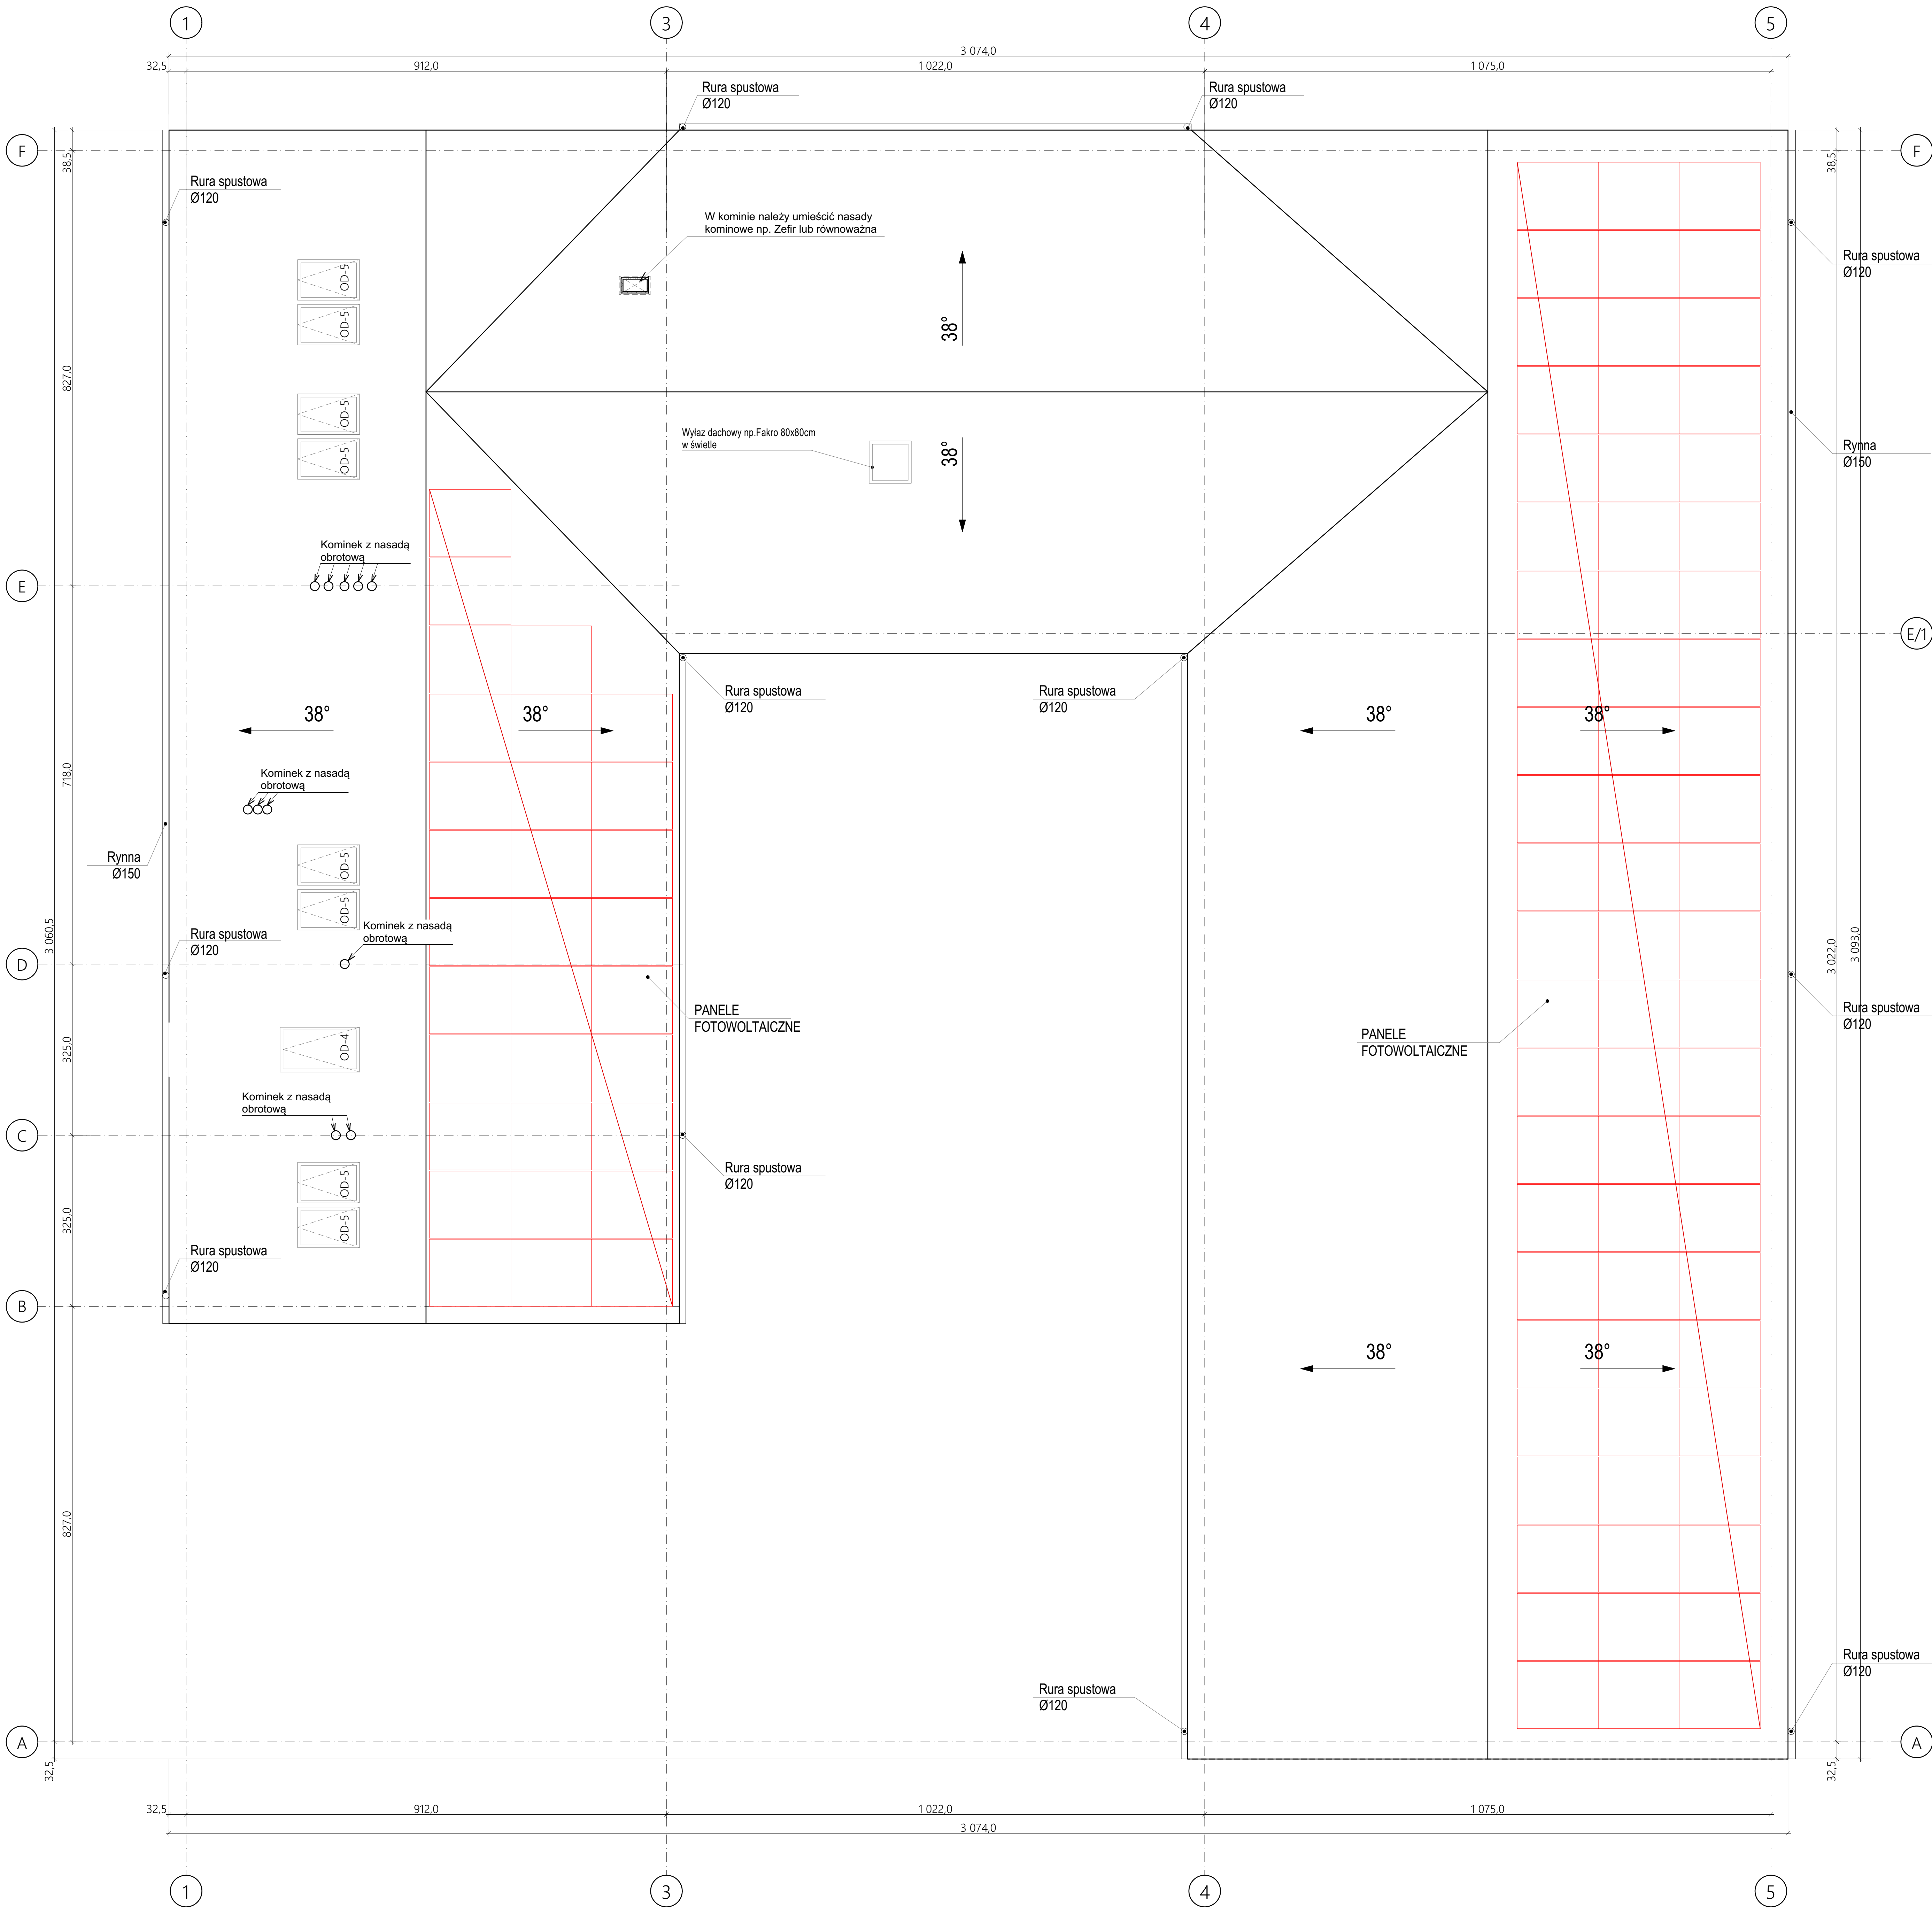 1
3
4
5
3 074,0
32,5
912,0
1 022,0
1 075,0
Rura spustowa
Ø120
Rura spustowa
Ø120
F
F
38,5
38,5
Rura spustowa
Ø120
W kominie należy umieścić nasady
kominowe np. Zefir lub równoważna
Rura spustowa
Ø120
OD-5
OD-5
38°
827,0
OD-5
OD-5
Wyłaz dachowy np.Fakro 80x80cm
w świetle
38°
Rynna
Ø150
Kominek z nasadą
obrotową
E
E/1
Rura spustowa
Ø120
Rura spustowa
Ø120
38°
38°
38°
38°
718,0
Kominek z nasadą
obrotową
Rynna
Ø150
OD-5
OD-5
3 060,5
Rura spustowa
Ø120
Kominek z nasadą
obrotową
3 022,0
3 093,0
D
PANELE
FOTOWOLTAICZNE
Rura spustowa
Ø120
PANELE
FOTOWOLTAICZNE
325,0
OD-4
Kominek z nasadą
obrotową
C
Rura spustowa
Ø120
OD-5
325,0
OD-5
Rura spustowa
Ø120
B
38°
38°
827,0
Rura spustowa
Ø120
Rura spustowa
Ø120
A
A
32,5
32,5
32,5
912,0
1 022,0
1 075,0
3 074,0
1
3
4
5